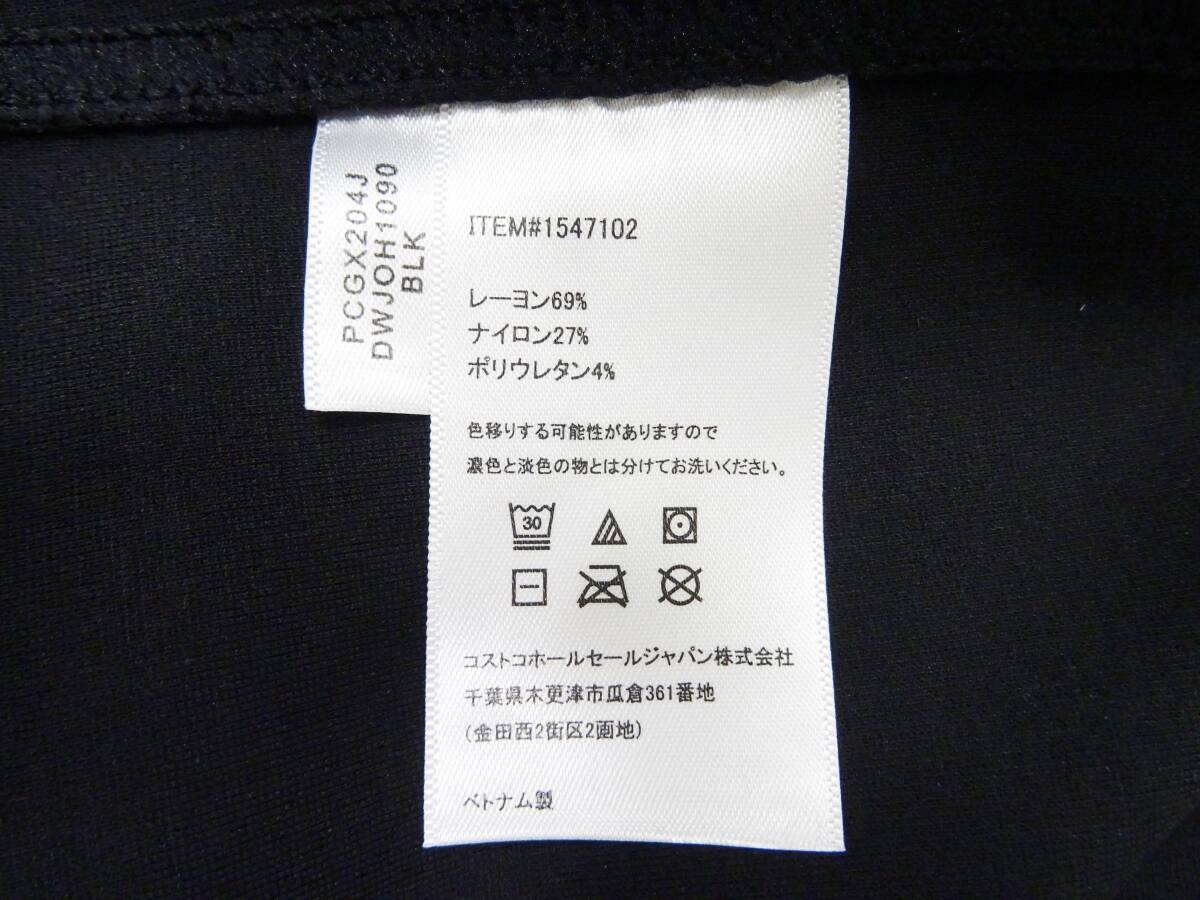 PCGX204J
DWJOH1090
BLK
ITEM#1547102
レーヨン69%
ナイロン27%
ポリウレタン4%
色移りする可能性がありますので
濃色と淡色の物とは分けてお洗いください。
30
コストコホールセールジャパン株式会社
千葉県木更津市瓜倉361番地
(金田西2街区2画地)
ベトナム製